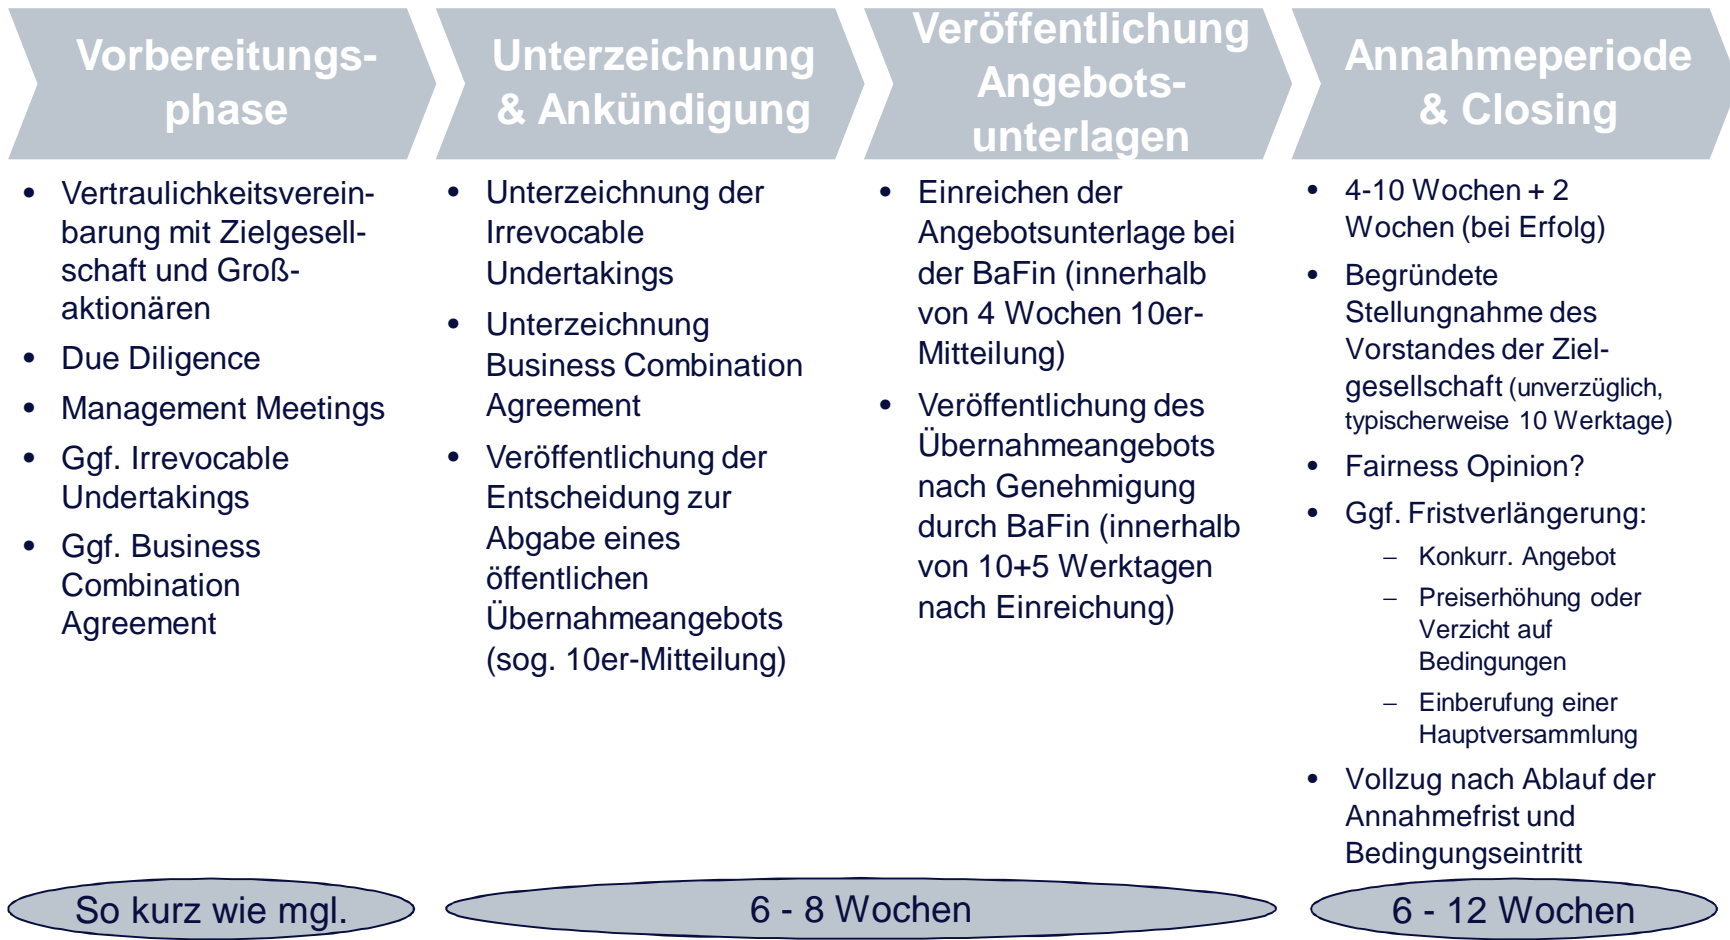 Vorbereitungs-
phase
Unterzeichnung
& Ankündigung
Veröffentlichung
Angebots-
unterlagen
Annahmeperiode
& Closing
• Vertraulichkeitsverein-
barung mit Zielgesell-
schaft und Groß-
aktionären
• Due Diligence
• Management Meetings
• Ggf. Irrevocable
Undertakings
• Ggf. Business
Combination
Agreement
• Unterzeichnung der
Irrevocable
Undertakings
• Unterzeichnung
Business Combination
Agreement
• Veröffentlichung der
Entscheidung zur
Abgabe eines
öffentlichen
Übernahmeangebots
(sog. 10er-Mitteilung)
• Einreichen der
Angebotsunterlage bei
der BaFin (innerhalb
von 4 Wochen 10er-
Mitteilung)
• Veröffentlichung des
Übernahmeangebots
nach Genehmigung
durch BaFin (innerhalb
von 10+5 Werktagen
nach Einreichung)
• 4-10 Wochen + 2
Wochen (bei Erfolg)
• Begründete
Stellungnahme des
Vorstandes der Ziel-
gesellschaft (unverzüglich,
typischerweise 10 Werktage)
• Fairness Opinion?
• Ggf. Fristverlängerung:
– Konkurr. Angebot
– Preiserhöhung oder
Verzicht auf
Bedingungen
– Einberufung einer
Hauptversammlung
• Vollzug nach Ablauf der
Annahmefrist und
Bedingungseintritt
So kurz wie mgl.
6 - 8 Wochen
6 - 12 Wochen